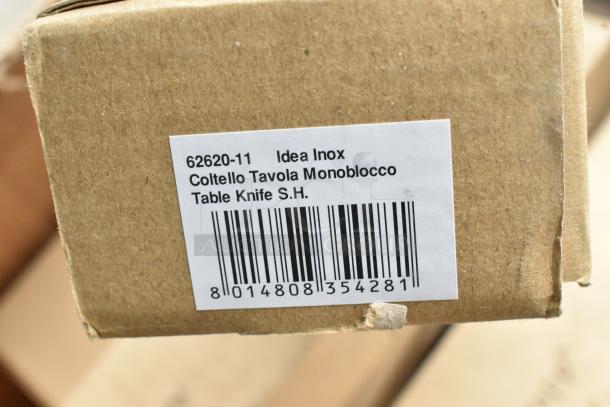 62620-11 Idea Inox
Coltello Tavola Monoblocco
Table Knife S.H.
8 014808 354281